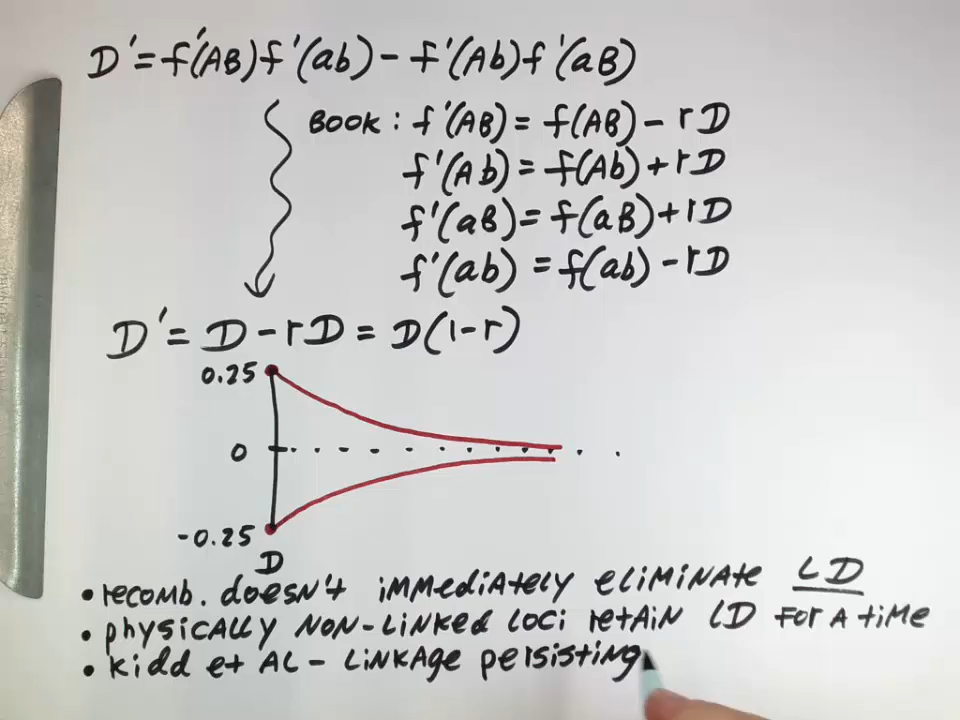 D'=f'(AB)f'(ab)-f'(Ab)f'(aB)
BOOK: f'(AB)=f(AB)-rD
f'(Ab)=f(Ab)+rD
f'(aB)=f(aB)+rD
f'(ab)=f(ab)-rD
D'=D-rD=D(1-r)
0.25
0
-0.25
D
• recomb. doesn't immediately eliminate LD
• physically non-linked loci retain LD for a time
• kidd et al - linkage persisting